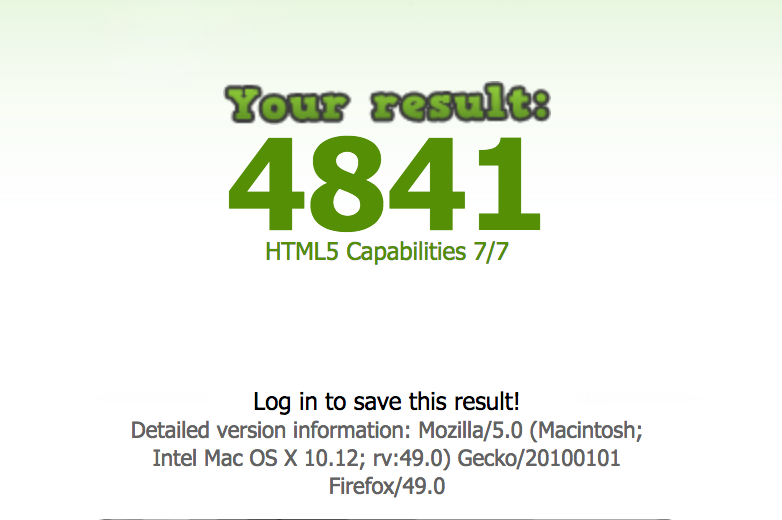 Your result:
4841
HTML5 Capabilities 7/7
Log in to save this result!
Detailed version information: Mozilla/5.0 (Macintosh;
Intel Mac OS X 10.12; rv:49.0) Gecko/20100101
Firefox/49.0